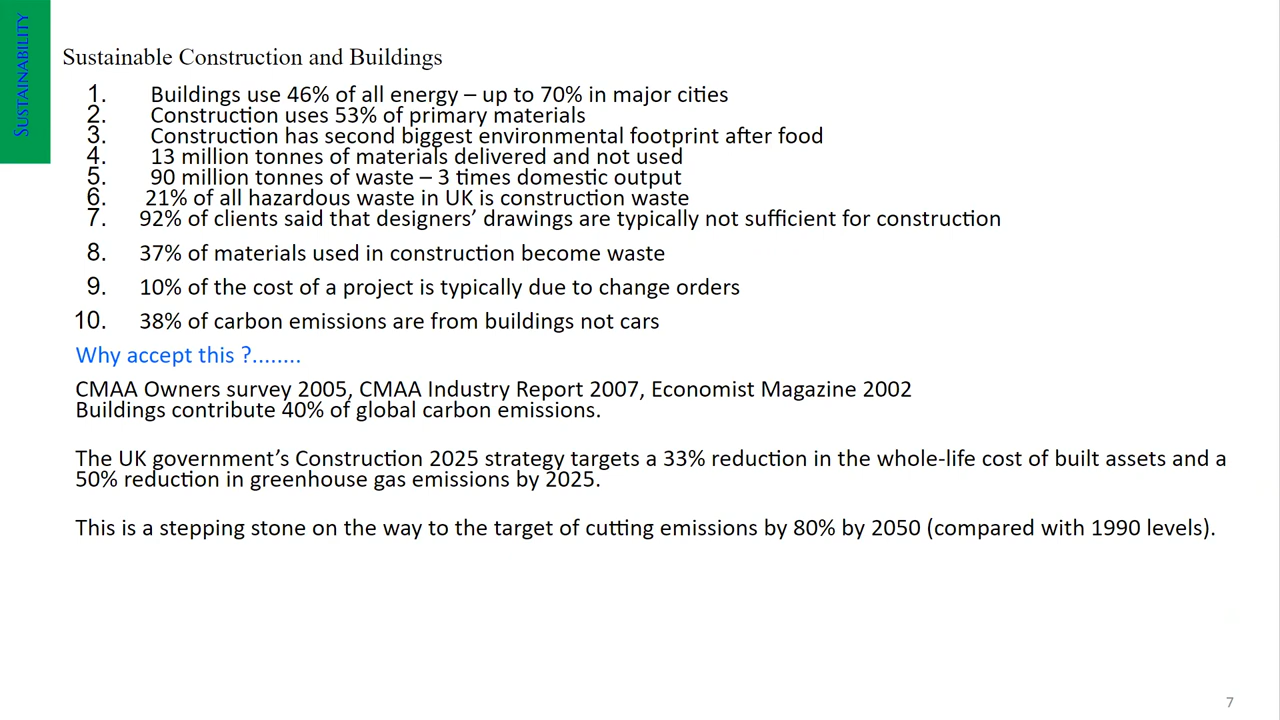 SUSTAINABILITY
Sustainable Construction and Buildings
1. Buildings use 46% of all energy – up to 70% in major cities
2. Construction uses 53% of primary materials
3. Construction has second biggest environmental footprint after food
4. 13 million tonnes of materials delivered and not used
5. 90 million tonnes of waste – 3 times domestic output
6. 21% of all hazardous waste in UK is construction waste
7. 92% of clients said that designers’ drawings are typically not sufficient for construction
8. 37% of materials used in construction become waste
9. 10% of the cost of a project is typically due to change orders
10. 38% of carbon emissions are from buildings not cars
Why accept this ?........
CMAA Owners survey 2005, CMAA Industry Report 2007, Economist Magazine 2002
Buildings contribute 40% of global carbon emissions.
The UK government’s Construction 2025 strategy targets a 33% reduction in the whole-life cost of built assets and a
50% reduction in greenhouse gas emissions by 2025.
This is a stepping stone on the way to the target of cutting emissions by 80% by 2050 (compared with 1990 levels).
7